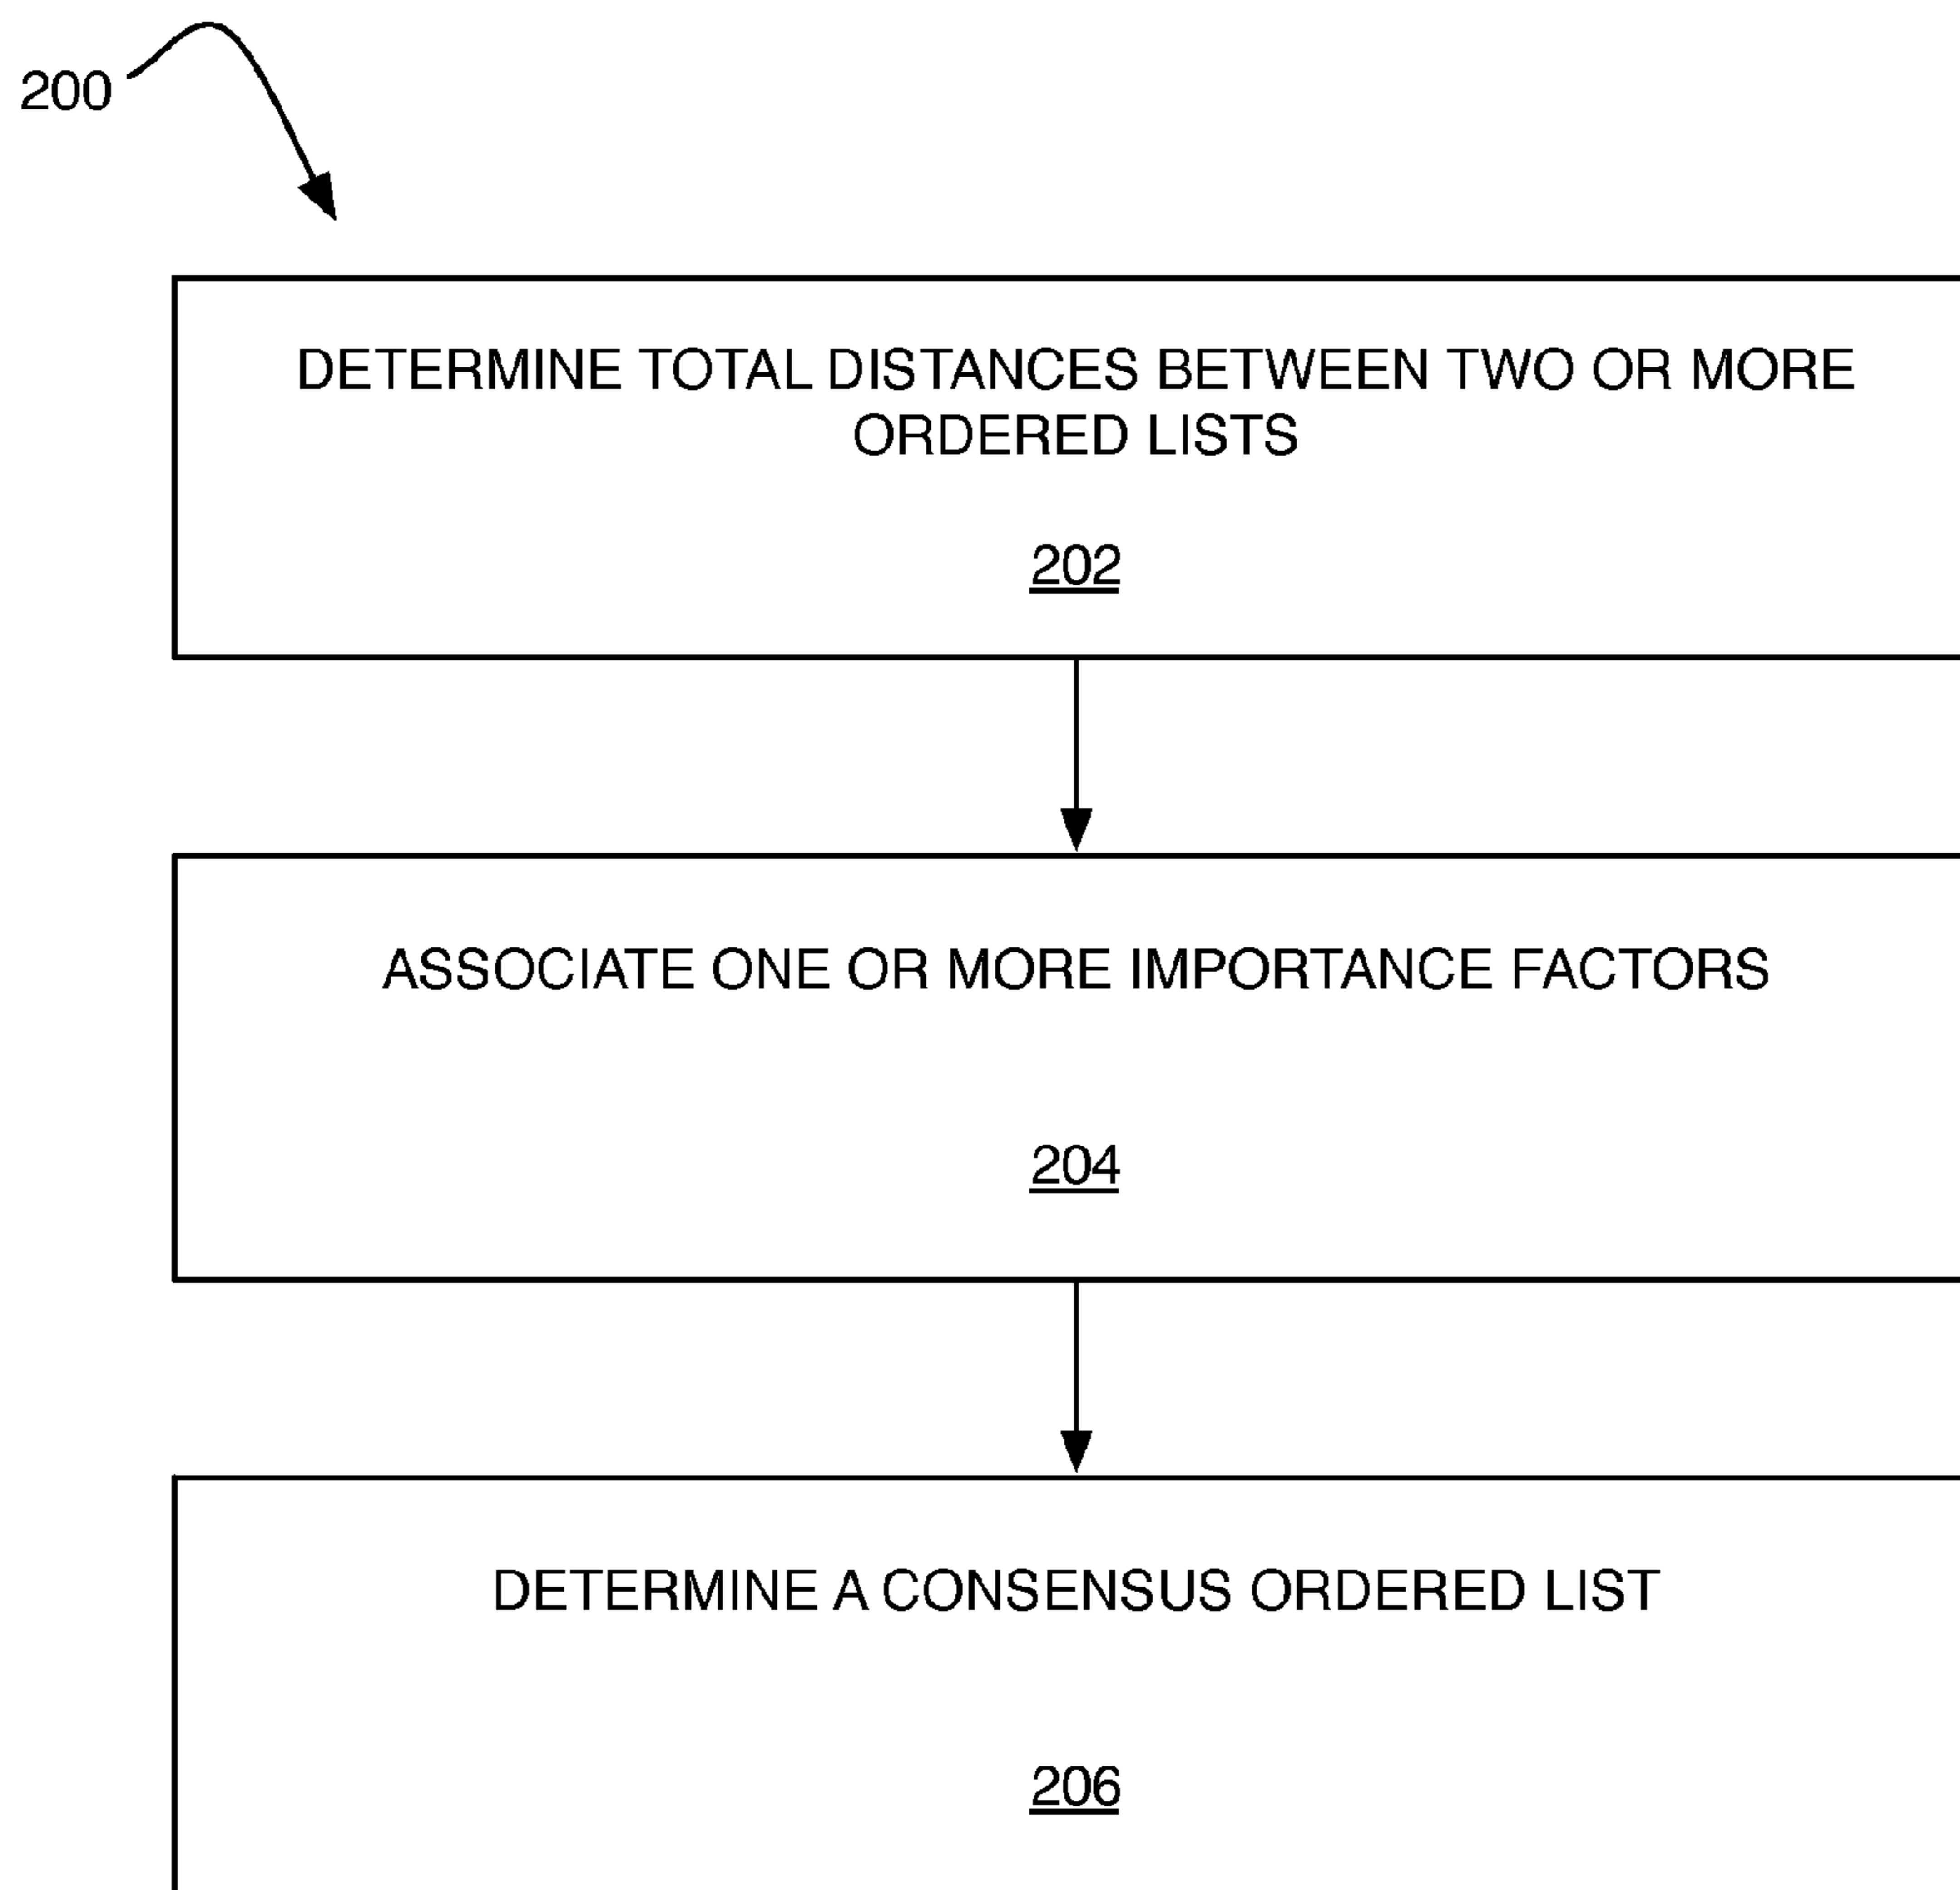 200
DETERMINE TOTAL DISTANCES BETWEEN TWO OR MORE
ORDERED LISTS
202
ASSOCIATE ONE OR MORE IMPORTANCE FACTORS
204
DETERMINE A CONSENSUS ORDERED LIST
206